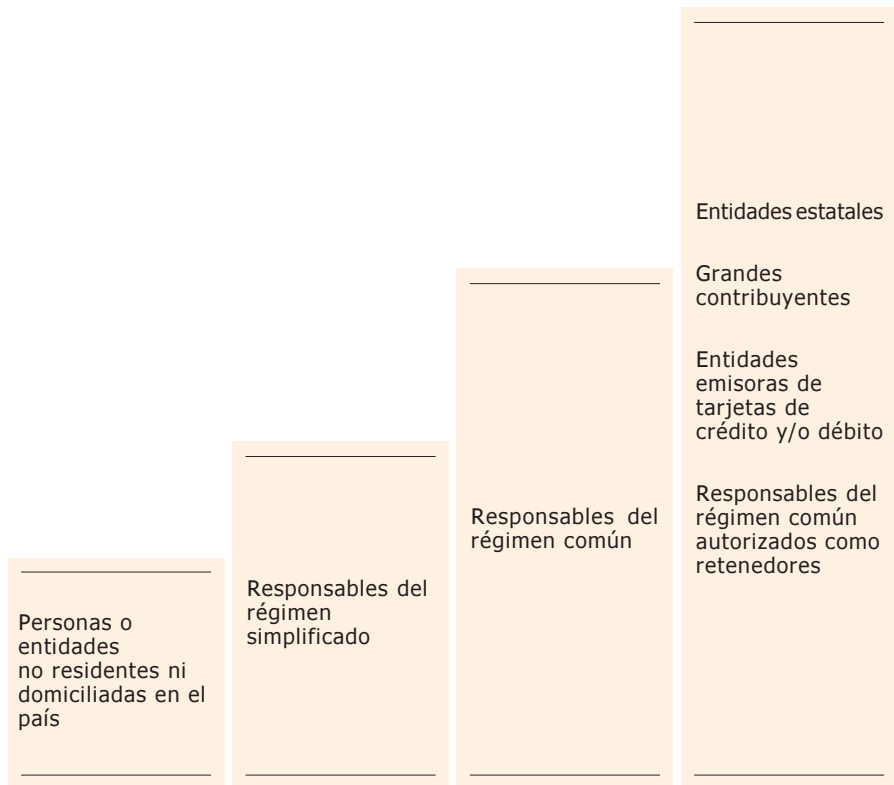 Personas o
entidades
no residentes ni
domiciliadas en el
país
Responsables del
régimen
simplificado
Responsables del
régimen común
Entidades estatales
Grandes
contribuyentes
Entidades
emisoras de
tarjetas de
crédito y/o débito
Responsables del
régimen común
autorizados como
retenedores